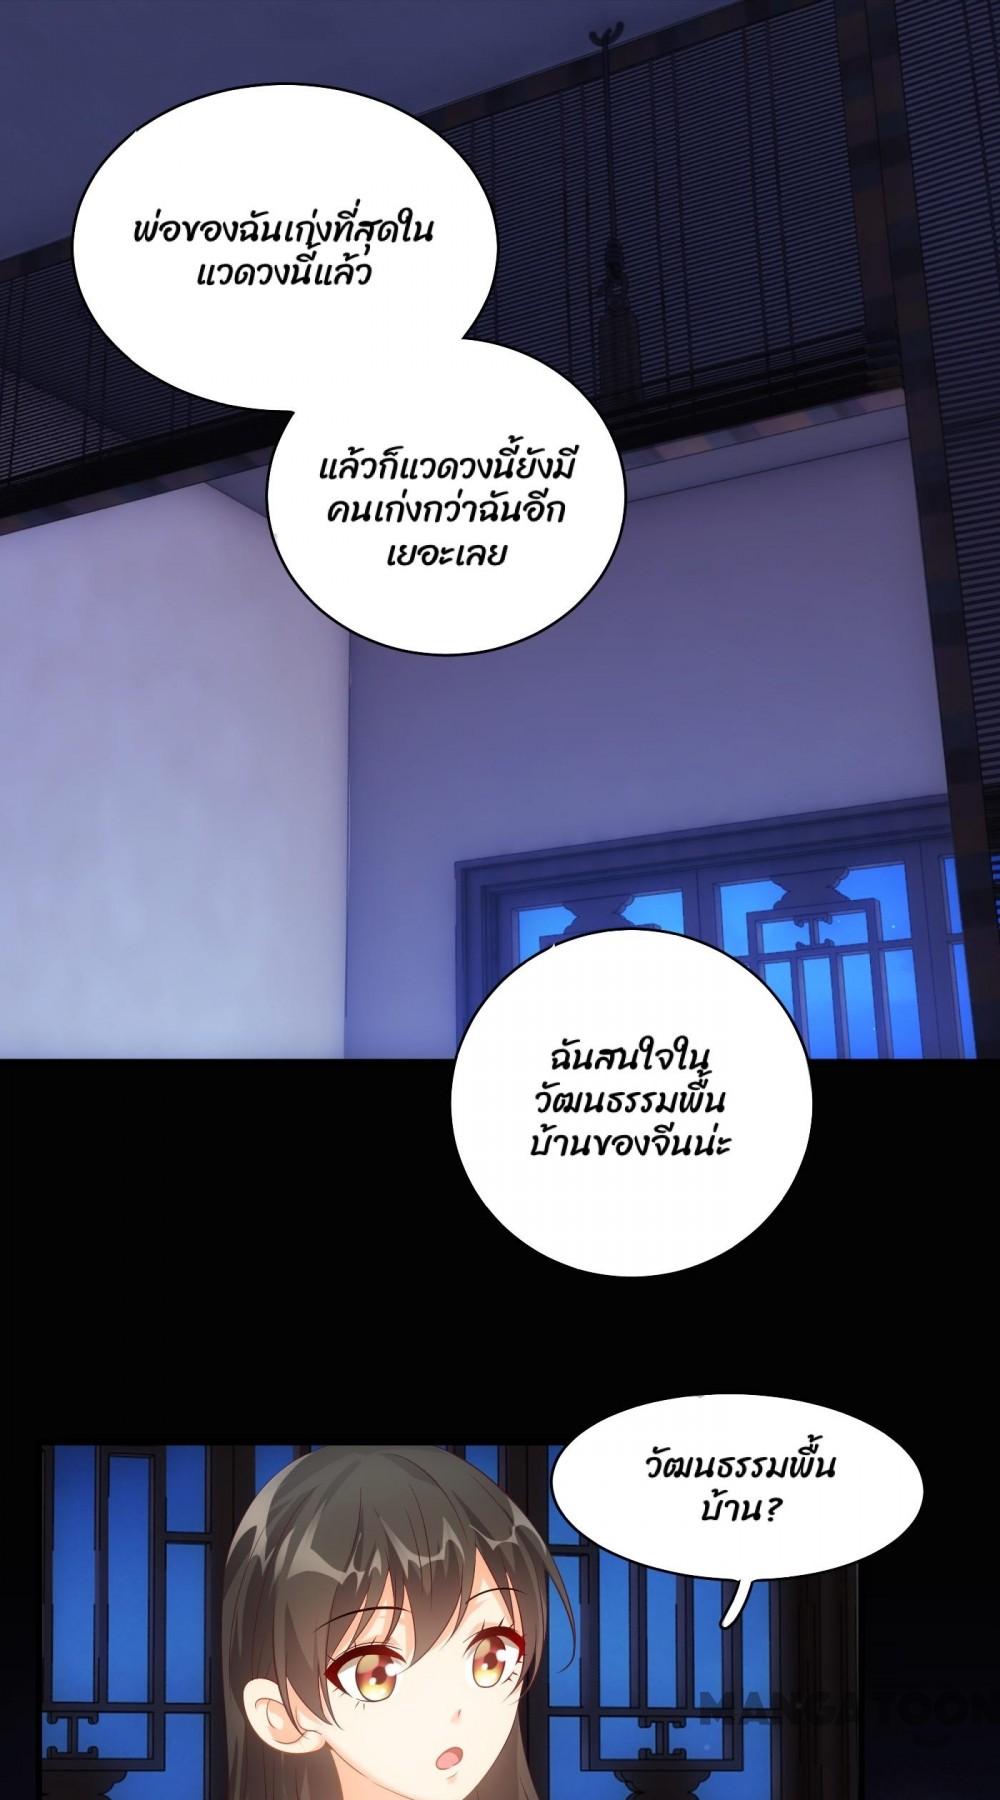 พ่อของฉันเก่งที่สุดใน
แวดวงนี้แล้ว
แล้วก็แวดวงนี้ยังมี
คนเก่งกว่าฉันอีก
เยอะเลย
ฉันสนใจใน
วัฒนธรรมพื้น
บ้านของจีนน่ะ
วัฒนธรรมพื้น
บ้าน?
MANGATOON